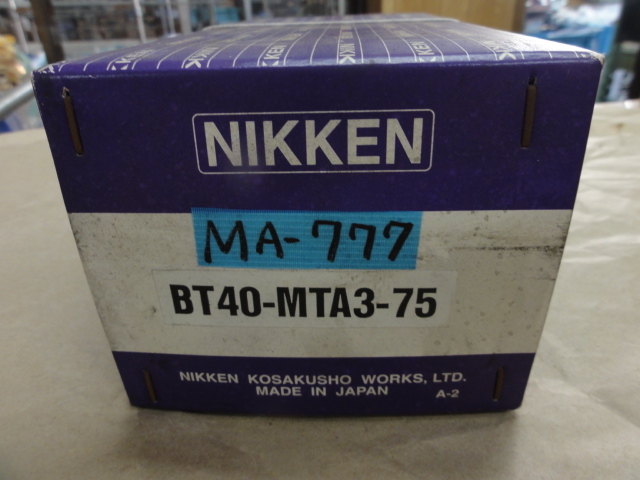 NIKKEN
MA-777
BT40-MTA3-75
NIKKEN KOSAKUSHO WORKS, LTD.
MADE IN JAPAN
A-2